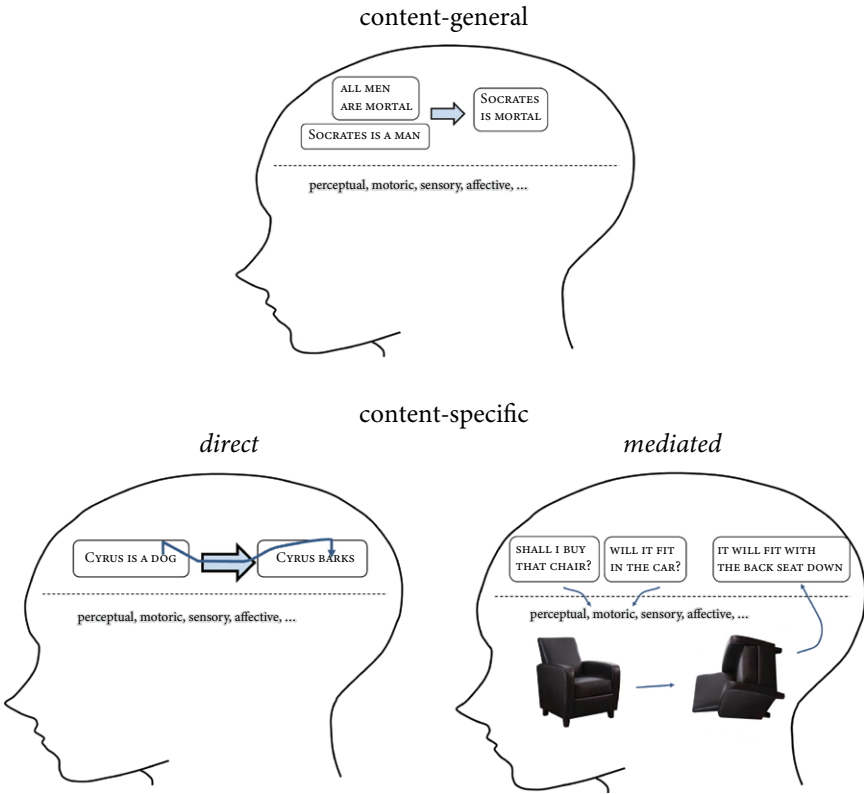 content-general
ALL MEN
ARE MORTAL
SOCRATES
IS MORTAL
SOCRATES IS A MAN
perceptual, motoric, sensory, affective, ...
content-specific
direct
mediated
CYRUS IS A DOG
CYRUS BARKS
perceptual, motoric, sensory, affective, ...
SHALL I BUY
THAT CHAIR?
WILL IT FIT
IN THE CAR?
IT WILL FIT WITH
THE BACK SEAT DOWN
perceptual, motoric, sensory, affective, ...